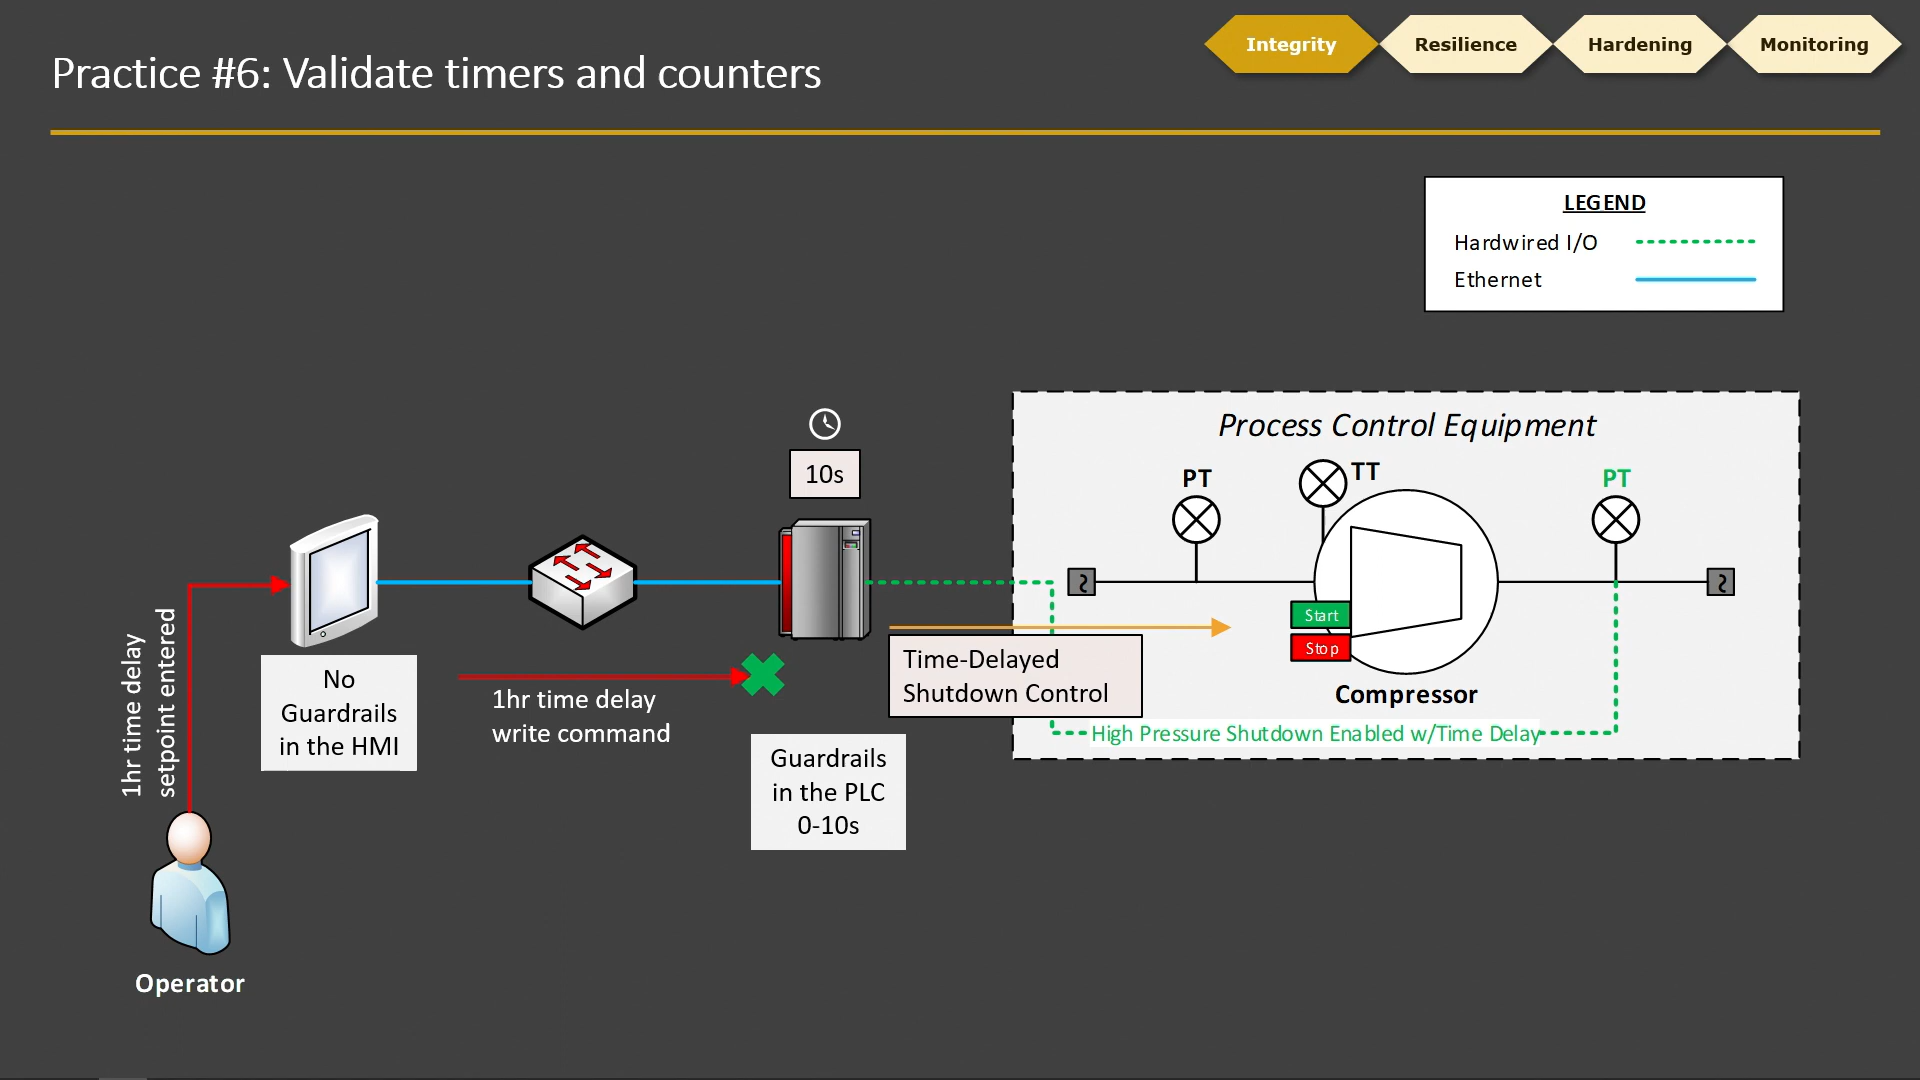 Practice #6: Validate timers and counters
Integrity
Resilience
Hardening
Monitoring
LEGEND
Hardwired I/O
Ethernet
Process Control Equipment
PT
TT
PT
10s
Start
Stop
Compressor
High Pressure Shutdown Enabled w/Time Delay
Time-Delayed
Shutdown Control
1hr time delay
setpoint entered
No
Guardrails
in the HMI
1hr time delay
write command
Guardrails
in the PLC
0-10s
Operator